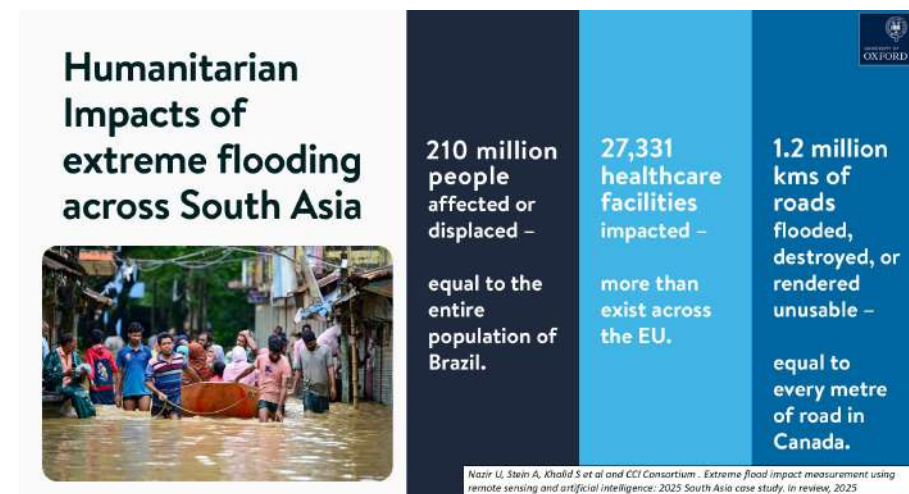 Humanitarian
Impacts of
extreme flooding
across South Asia
210 million
people
affected or
displaced –
equal to the
entire
population of
Brazil.
27,331
healthcare
facilities
impacted –
more than
exist across
the EU.
UNIVERSITY OF
OXFORD
1.2 million
kms of
roads
flooded,
destroyed, or
rendered
unusable –
equal to
every metre
of road in
Canada.
Nazir U, Stein A, Khalid S et al and CCI Consortium . Extreme flood impact measurement using
remote sensing and artificial intelligence: 2025 South Asia case study. In review, 2025